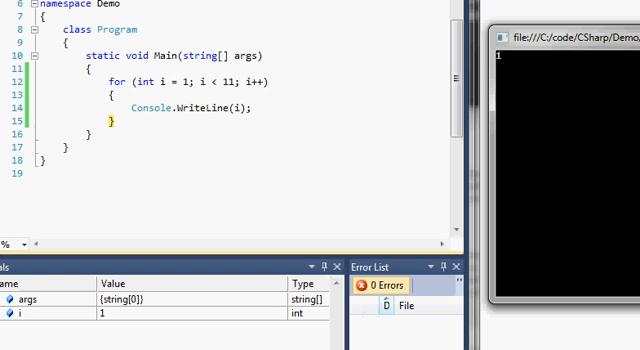 6 namespace Demo
7 {
8 class Program
9 {
10 static void Main(string[] args)
11 {
12 for (int i = 1; i < 11; i++)
13 {
14 Console.WriteLine(i);
15 }
16 }
17 }
18 }
19
%
als
ame Value Type
args {string[0]} string[]
i 1 int
Error List
0 Errors
D File
file:///C:/code/CSharp/Demo/
1